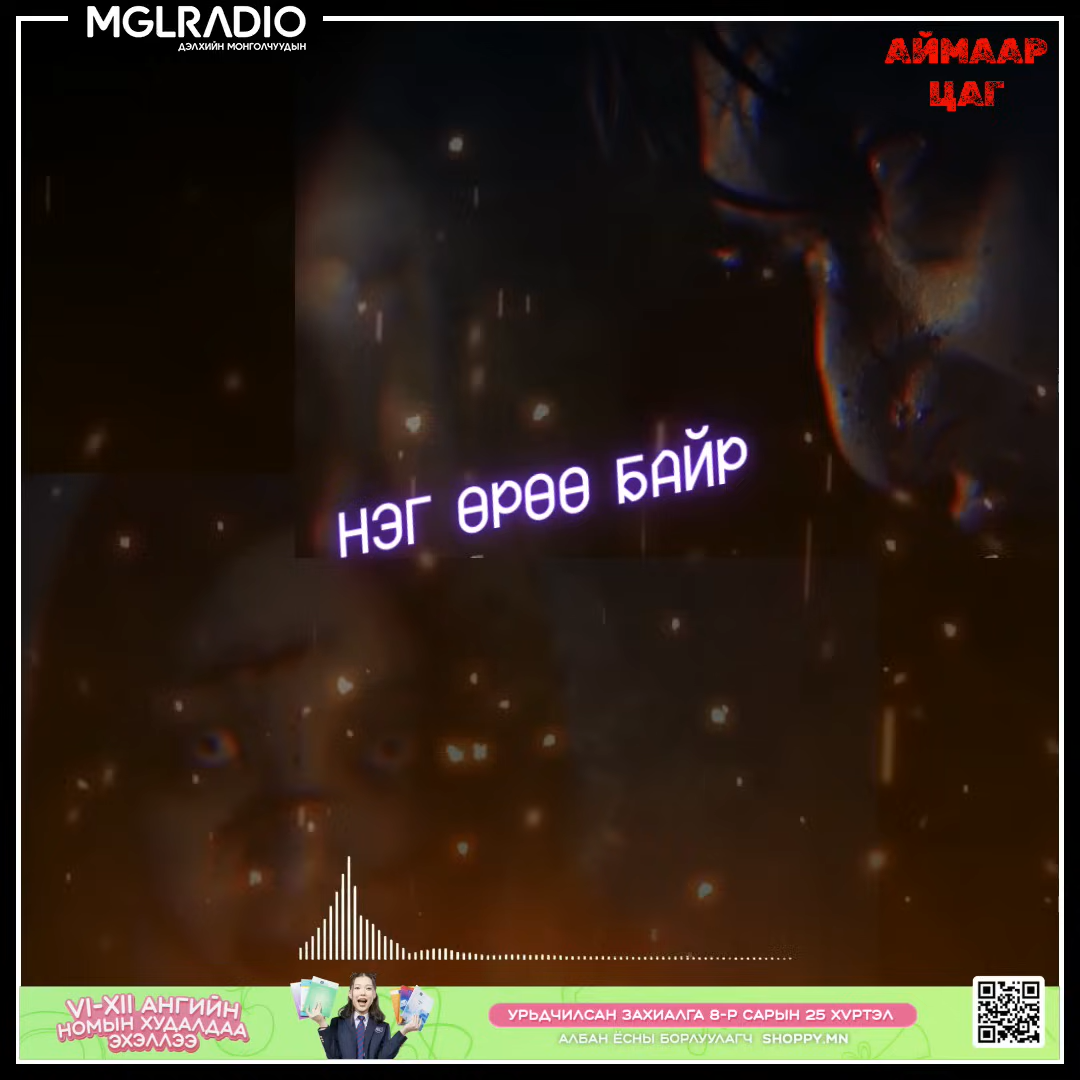 MGLRADIO
ДЭЛХИЙН МОНГОЛЧУУДЫН
АЙМААР
ЦАГ
НЭГ ӨРӨӨ БАЙР
VI-XII АНГИЙН
НОМЫН ХУДАЛДАА
ЭХЭЛЛЭЭ
УРЬДЧИЛСАН ЗАХИАЛГА 8-Р САРЫН 25 ХҮРТЭЛ
АЛБАН ЁСНЫ БОРЛУУЛАГЧ SHOPPY.MN